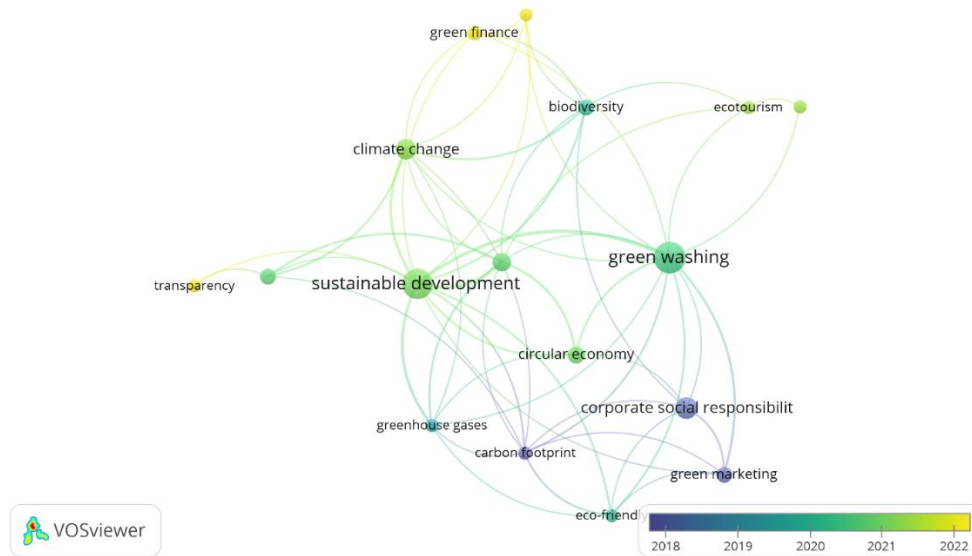 green finance
biodiversity
ecotourism
climate change
green washing
sustainable development
transparency
circular economy
corporate social responsibilit
greenhouse gases
carbon footprint
green marketing
eco-friendly
VOSviewer
2018 2019 2020 2021 2022